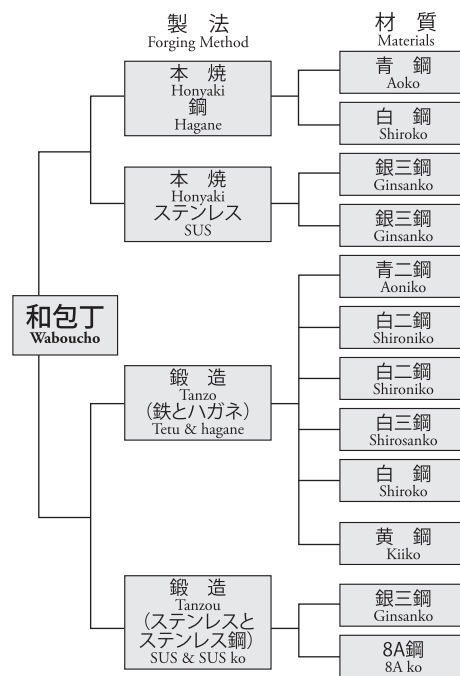 製 法
Forging Method
材 質
Materials
和包丁
Waboucho
本 焼
Honyaki
鋼
Hagane
青 鋼
Aoko
白 鋼
Shiroko
本 焼
Honyaki
ステンレス
SUS
銀三鋼
Ginsanko
銀三鋼
Ginsanko
鍛 造
Tanzo
（鉄とハガネ）
Tetu & hagane
青二鋼
Aoniko
白二鋼
Shironiko
白二鋼
Shironiko
白三鋼
Shirosanko
白 鋼
Shiroko
黄 鋼
Kiiko
鍛 造
Tanzou
（ステンレスと
ステンレス鋼）
SUS & SUS ko
銀三鋼
Ginsanko
8A鋼
8A ko